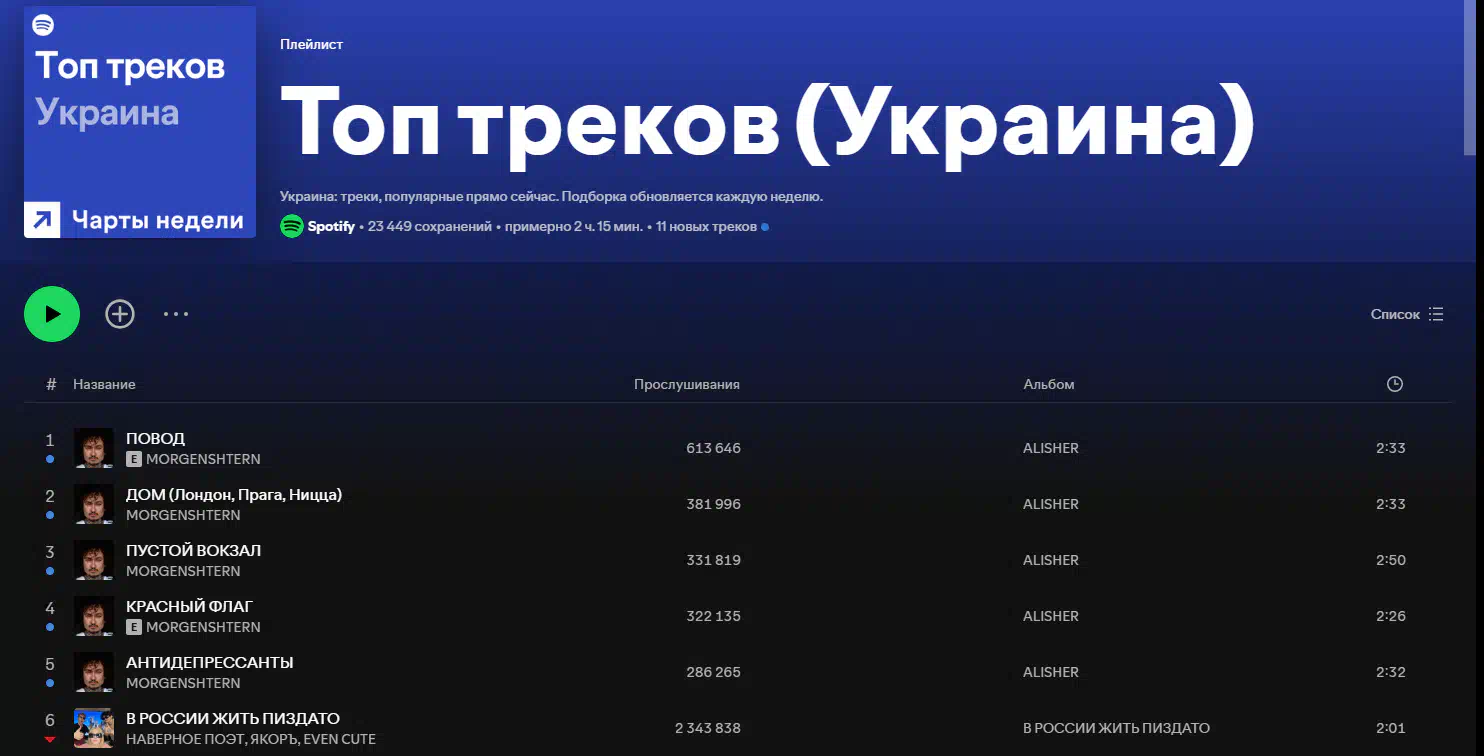 Топ треков
Украина
Чарты недели
Плейлист
Топ треков (Украина)
Украина: треки, популярные прямо сейчас. Подборка обновляется каждую неделю.
Spotify • 23 449 сохранений • примерно 2 ч. 15 мин. • 11 новых треков
Список
# Название Прослушивания Альбом
1 ПОВОД 613 646 ALISHER 2:33
E MORGENSHTERN
2 ДОМ (Лондон, Прага, Ницца) 381 996 ALISHER 2:33
MORGENSHTERN
3 ПУСТОЙ ВОКЗАЛ 331 819 ALISHER 2:50
MORGENSHTERN
4 КРАСНЫЙ ФЛАГ 322 135 ALISHER 2:26
E MORGENSHTERN
5 АНТИДЕПРЕССАНТЫ 286 265 ALISHER 2:32
MORGENSHTERN
6 В РОССИИ ЖИТЬ ПИЗДАТО 2 343 838 В РОССИИ ЖИТЬ ПИЗДАТО 2:01
НАВЕРНОЕ ПОЭТ, ЯКОРЪ, EVEN CUTE